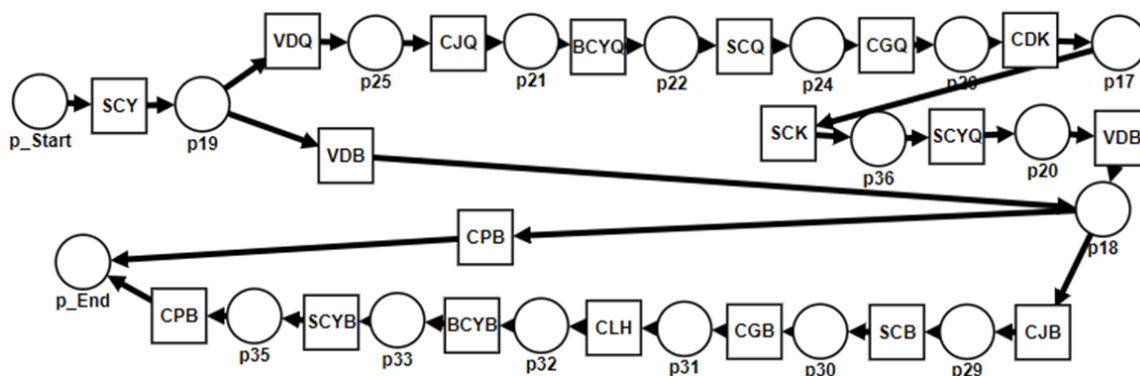 VDQ
p25
CJQ
p21
BCYQ
p22
SCQ
p24
CGQ
CDK
p17
p_Start
SCY
p19
VDB
SCK
p36
SCYQ
p20
VDB
p18
CPB
p_End
CPB
p35
SCYB
p33
BCYB
p32
CLH
p31
CGB
p30
SCB
p29
CJB